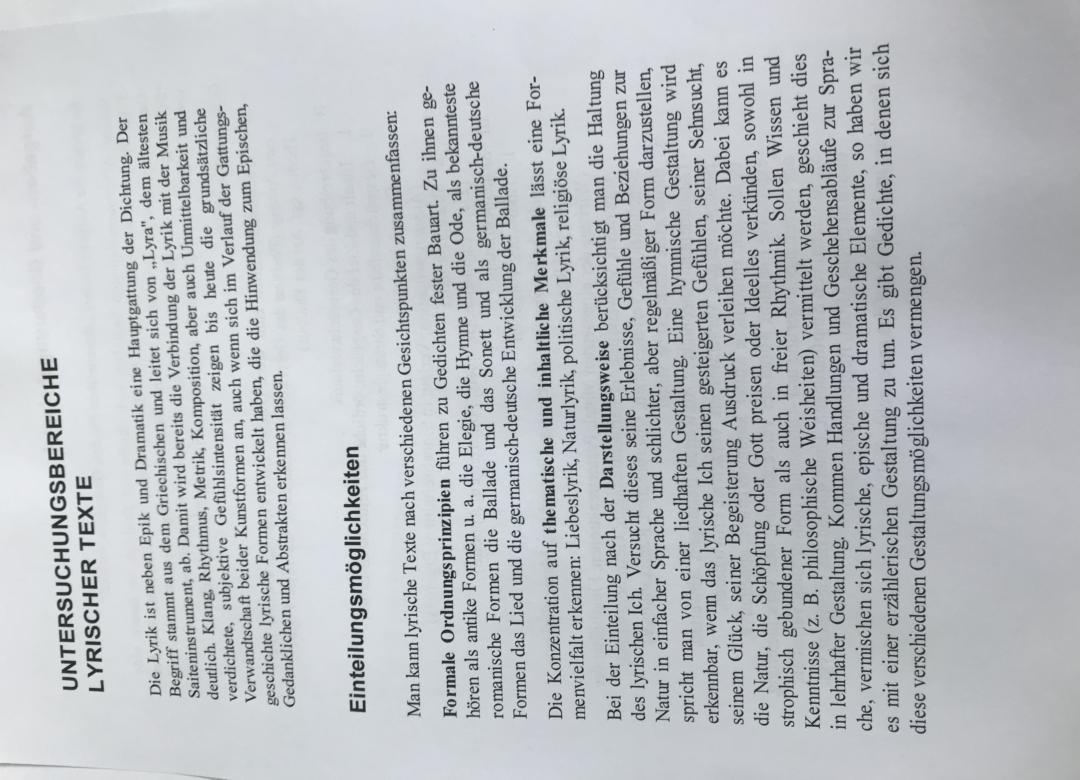 UNTERSUCHUNGSBEREICHE
LYRISCHER TEXTE
Die Lyrik ist neben Epik und Dramatik eine Hauptgattung der Dichtung. Der
Begriff stammt aus dem Griechischen und leitet sich von „Lyra", dem ältesten
Saiteninstrument, ab. Damit wird bereits die Verbindung der Lyrik mit der Musik
deutlich. Klang, Rhythmus, Metrik, Komposition, aber auch Unmittelbarkeit und
verdichtete, subjektive Gefühlsintensität zeigen bis heute die grundsätzliche
Verwandtschaft beider Kunstformen an, auch wenn sich im Verlauf der Gattungs-
geschichte lyrische Formen entwickelt haben, die die Hinwendung zum Epischen,
Gedanklichen und Abstrakten erkennen lassen.
Einteilungsmöglichkeiten
Man kann lyrische Texte nach verschiedenen Gesichtspunkten zusammenfassen:
Formale Ordnungsprinzipien führen zu Gedichten fester Bauart. Zu ihnen ge-
hören als antike Formen u. a. die Elegie, die Hymne und die Ode, als bekannteste
romanische Formen die Ballade und das Sonett und als germanisch-deutsche
Formen das Lied und die germanisch-deutsche Entwicklung der Ballade.
Die Konzentration auf thematische und inhaltliche Merkmale lässt eine For-
menvielfalt erkennen: Liebeslyrik, Naturlyrik, politische Lyrik, religiöse Lyrik.
Bei der Einteilung nach der Darstellungsweise berücksichtigt man die Haltung
des lyrischen Ich. Versucht dieses seine Erlebnisse, Gefühle und Beziehungen zur
Natur in einfacher Sprache und schlichter, aber regelmäßiger Form darzustellen,
spricht man von einer liedhaften Gestaltung. Eine hymnische Gestaltung wird
erkennbar, wenn das lyrische Ich seinen gesteigerten Gefühlen, seiner Sehnsucht,
seinem Glück, seiner Begeisterung Ausdruck verleihen möchte. Dabei kann es
die Natur, die Schöpfung oder Gott preisen oder Ideelles verkünden, sowohl in
strophisch gebundener Form als auch in freier Rhythmik. Sollen Wissen und
Kenntnisse (z. B. philosophische Weisheiten) vermittelt werden, geschieht dies
in lehrhafter Gestaltung. Kommen Handlungen und Geschehensabläufe zur Spra-
che, vermischen sich lyrische, epische und dramatische Elemente, so haben wir
es mit einer erzählerischen Gestaltung zu tun. Es gibt Gedichte, in denen sich
diese verschiedenen Gestaltungsmöglichkeiten vermengen.